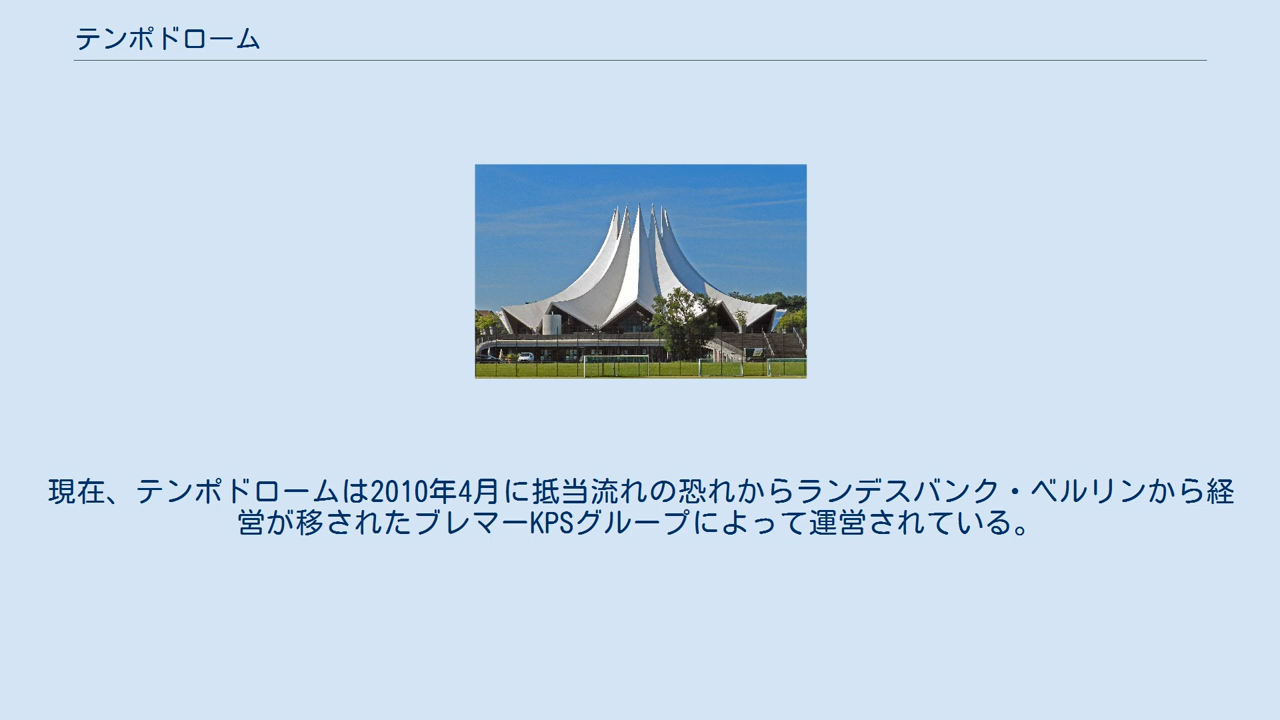 テンポドローム
現在、テンポドロームは2010年4月に抵当流れの恐れからランデスバンク・ベルリンから経
営が移されたブレマーKPSグループによって運営されている。